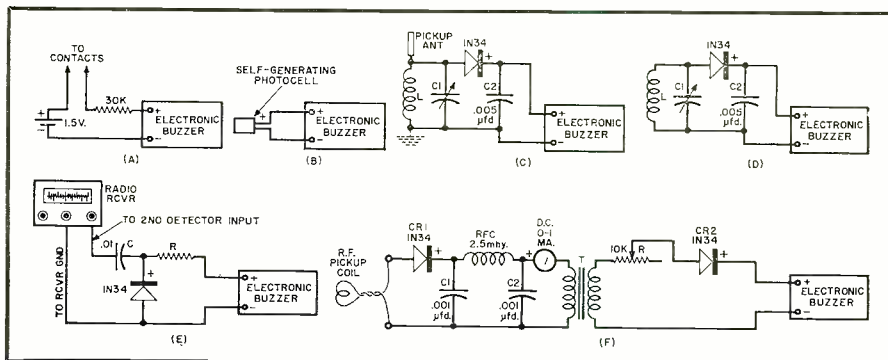 TO
CONTACTS
30K
+
1.5V.
-
+
ELECTRONIC
BUZZER
-
(A)
SELF-GENERATING
PHOTOCELL
+
+
ELECTRONIC
BUZZER
-
(B)
PICKUP
ANT.
IN34
+
L
C1
C2
.005
µfd.
+
ELECTRONIC
BUZZER
-
(C)
IN34
+
L
C1
C2
.005
µfd.
+
ELECTRONIC
BUZZER
-
(D)
RADIO
RCVR
TO 2ND DETECTOR INPUT
TO RCVR GND
.01
C
R
+
IN34
+
ELECTRONIC
BUZZER
-
(E)
R.F.
PICKUP
COIL
CR1
IN34
+
RFC
2.5mhy.
C1
.001
µfd.
C2
.001
µfd.
+
D.C.
0-1
MA.
T
10K
R
CR2
IN34
+
+
ELECTRONIC
BUZZER
-
(F)